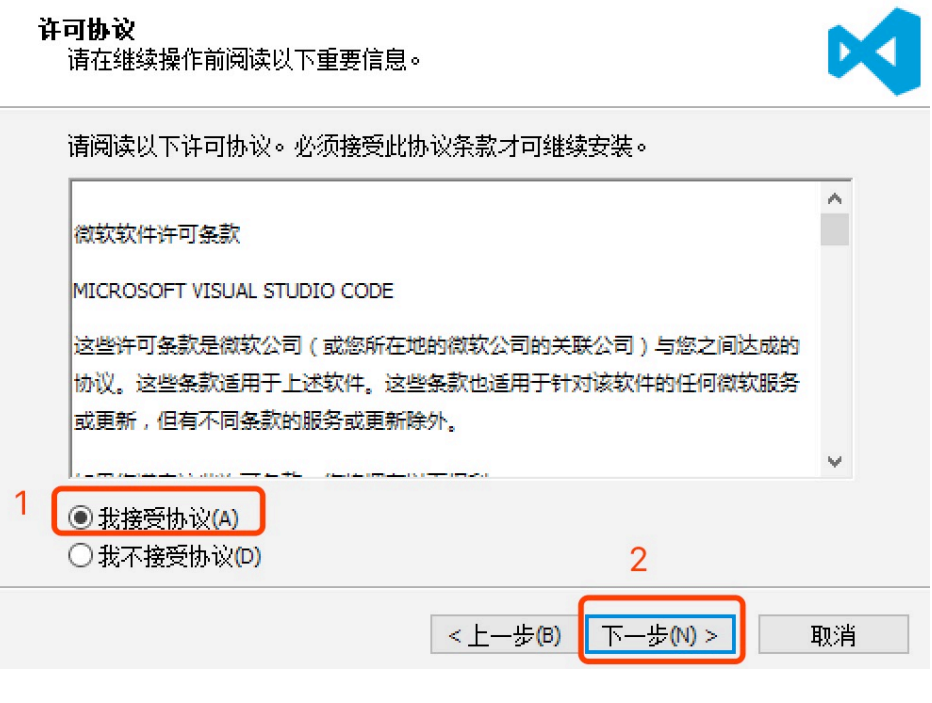 许可协议
请在继续操作前阅读以下重要信息。
请阅读以下许可协议。必须接受此协议条款才可继续安装。
微软软件许可条款
MICROSOFT VISUAL STUDIO CODE
这些许可条款是微软公司(或您所在地的微软公司的关联公司)与您之间达成的
协议。这些条款适用于上述软件。这些条款也适用于针对该软件的任何微软服务
或更新,但有不同条款的服务或更新除外。
1
我接受协议(A)
我不接受协议(D)
2
<上一步(B)
下一步(N) >
取消